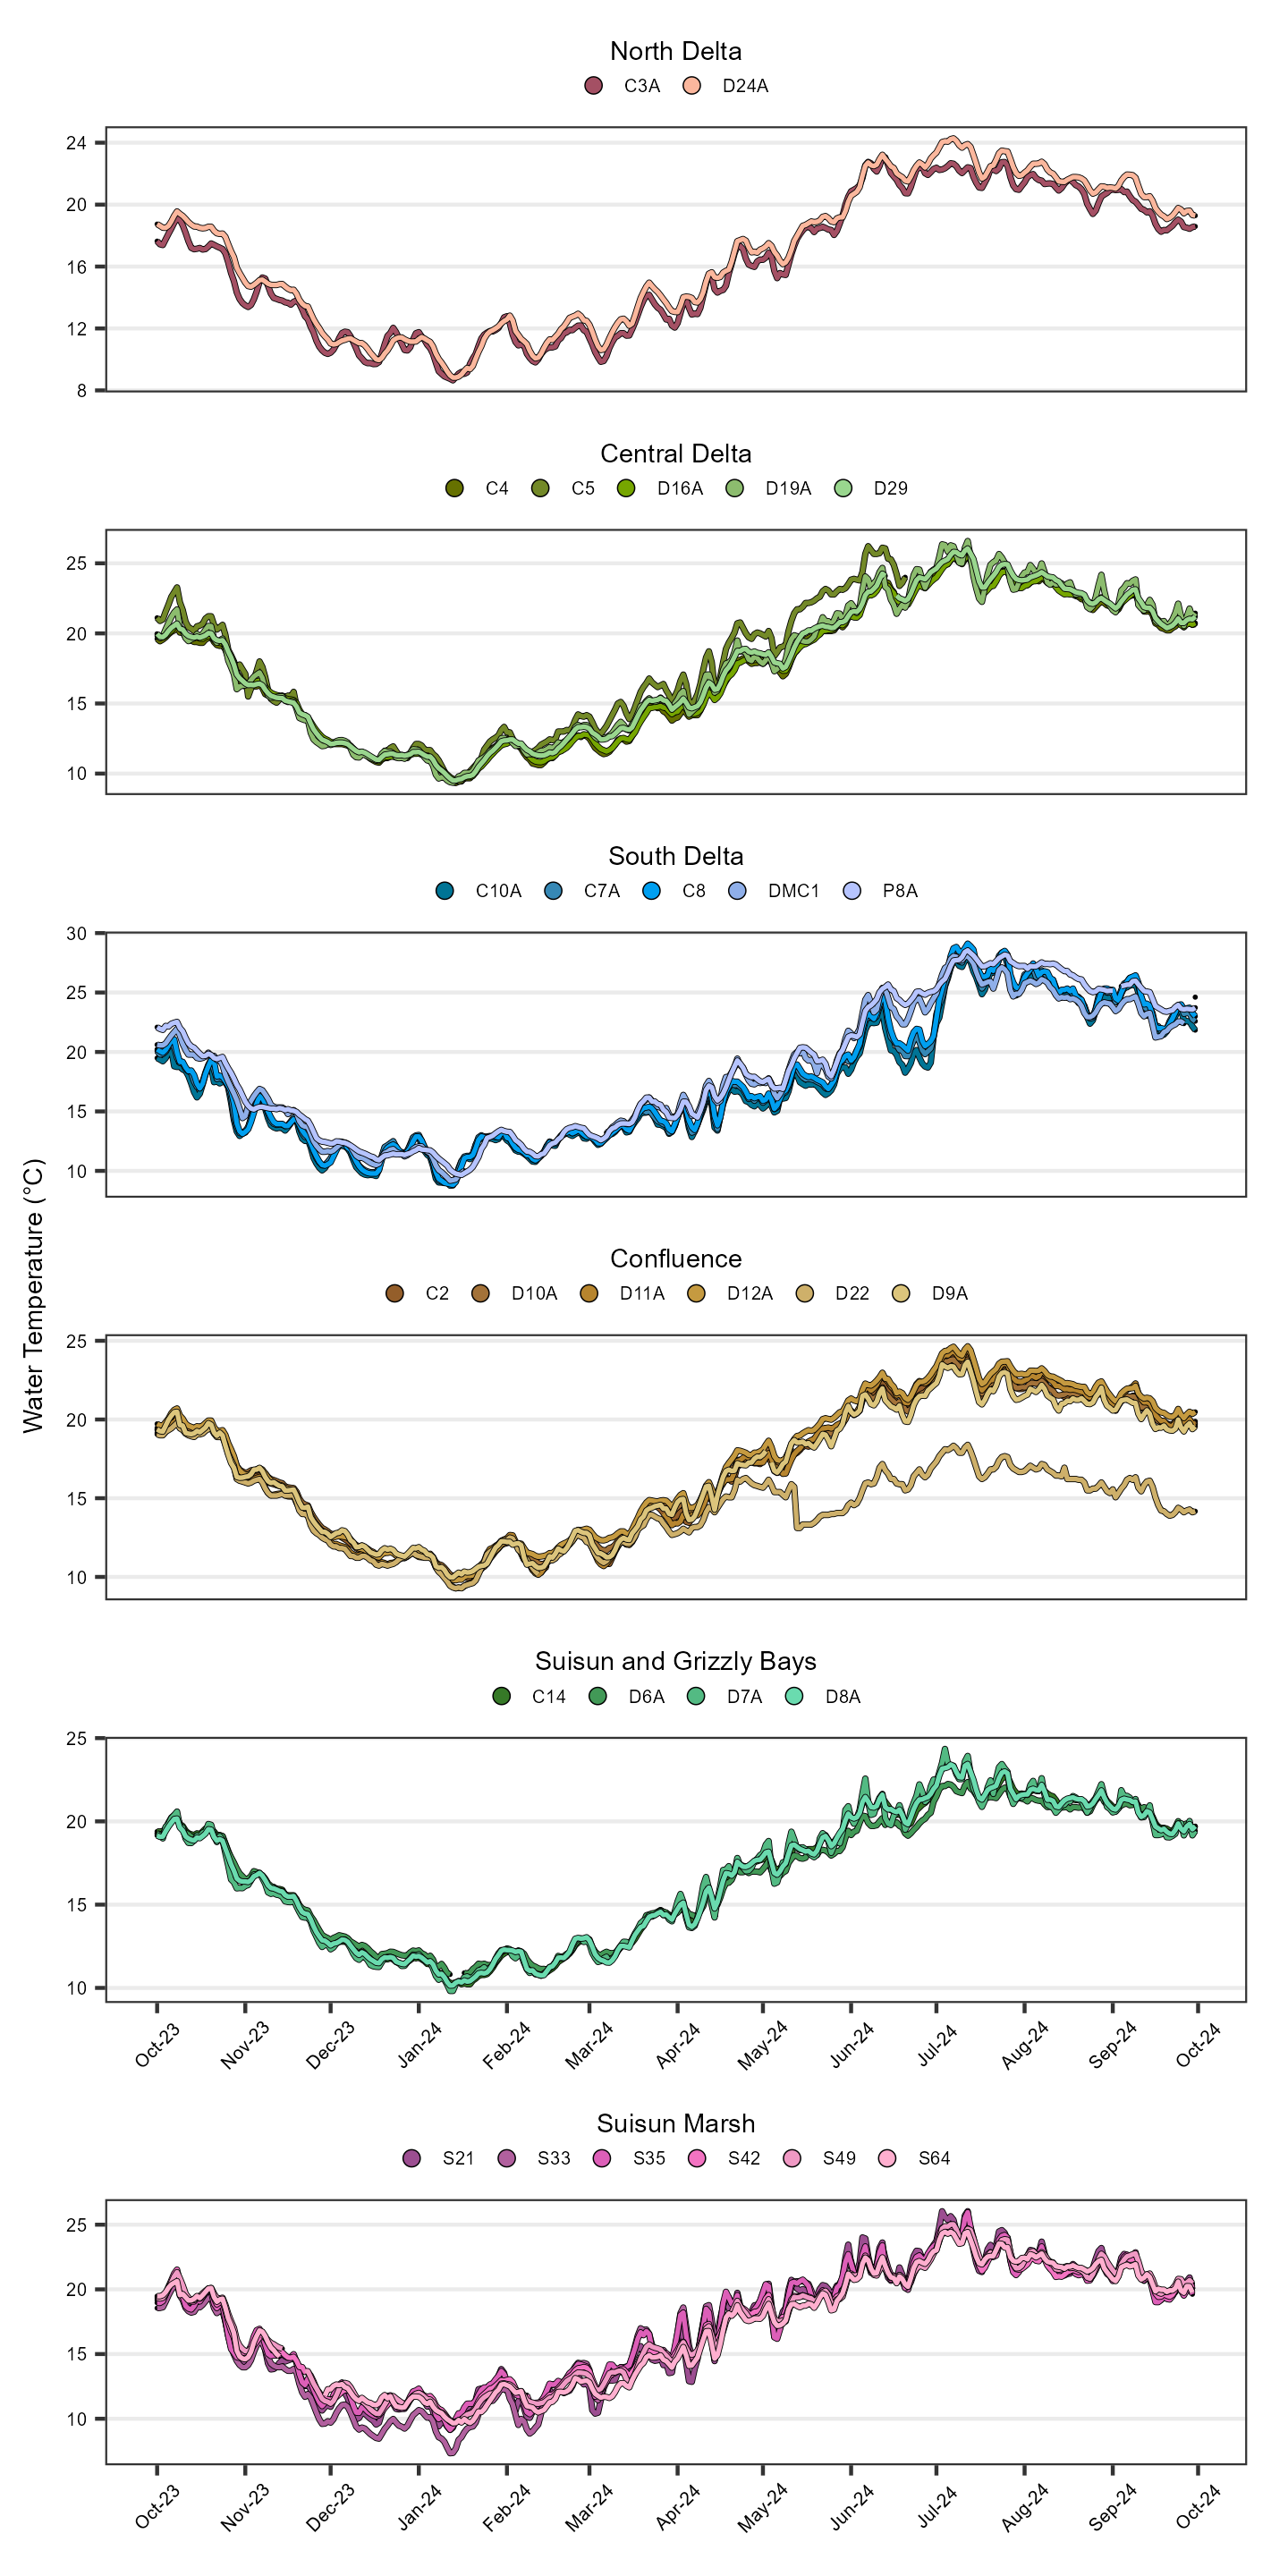 North Delta
C3A D24A
24
20
16
12
8
Central Delta
C4 C5 D16A D19A D29
25
20
15
10
South Delta
C10A C7A C8 DMC1 P8A
30
25
20
15
10
Water Temperature (°C)
Confluence
C2 D10A D11A D12A D22 D9A
25
20
15
10
Suisun and Grizzly Bays
C14 D6A D7A D8A
25
20
15
10
Oct-23 Nov-23 Dec-23 Jan-24 Feb-24 Mar-24 Apr-24 May-24 Jun-24 Jul-24 Aug-24 Sep-24 Oct-24
Suisun Marsh
S21 S33 S35 S42 S49 S64
25
20
15
10
Oct-23 Nov-23 Dec-23 Jan-24 Feb-24 Mar-24 Apr-24 May-24 Jun-24 Jul-24 Aug-24 Sep-24 Oct-24